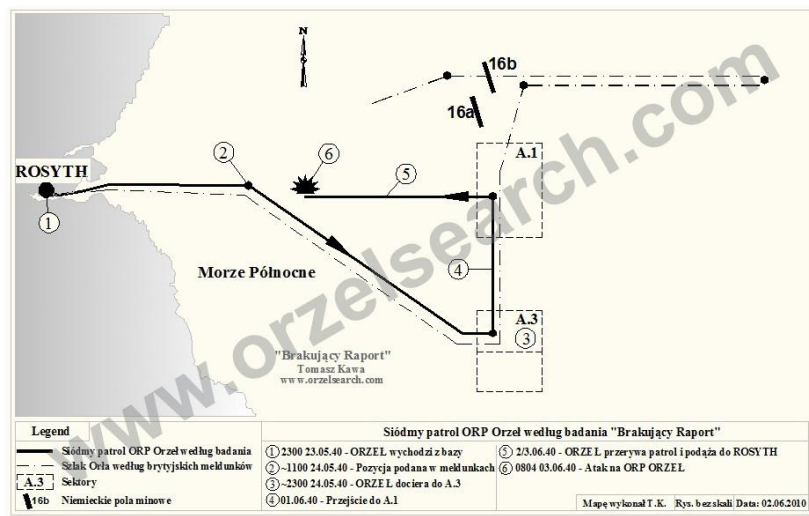 N
16b
16a
2
6
ROSYTH
A.1
5
1
4
Morze Północne
A.3
3
"Brakujący Raport"
Tomasz Kawa
www.orzelsearch.com
www.orzelsearch.com
Legend
Siódmy patrol ORP Orzeł według badania
Szlak Orła według brytyjskich meldunków
A.3 Sektory
16b Niemieckie pola minowe
Siódmy patrol ORP Orzeł według badania "Brakujący Raport"
1 2300 23.05.40 - ORZEŁ wychodzi z bazy
2 ~1100 24.05.40 - Pozycja podana w meldunkach
3 ~2300 24.05.40 - ORZEŁ dociera do A.3
4 01.06.40 - Przejście do A.1
5 2/3.06.40 - ORZEŁ przerywa patrol i podąża do ROSYTH
6 0804 03.06.40 - Atak na ORP ORZEŁ
Mapę wykonał T.K. Rys. bez skali Data: 02.06.2010